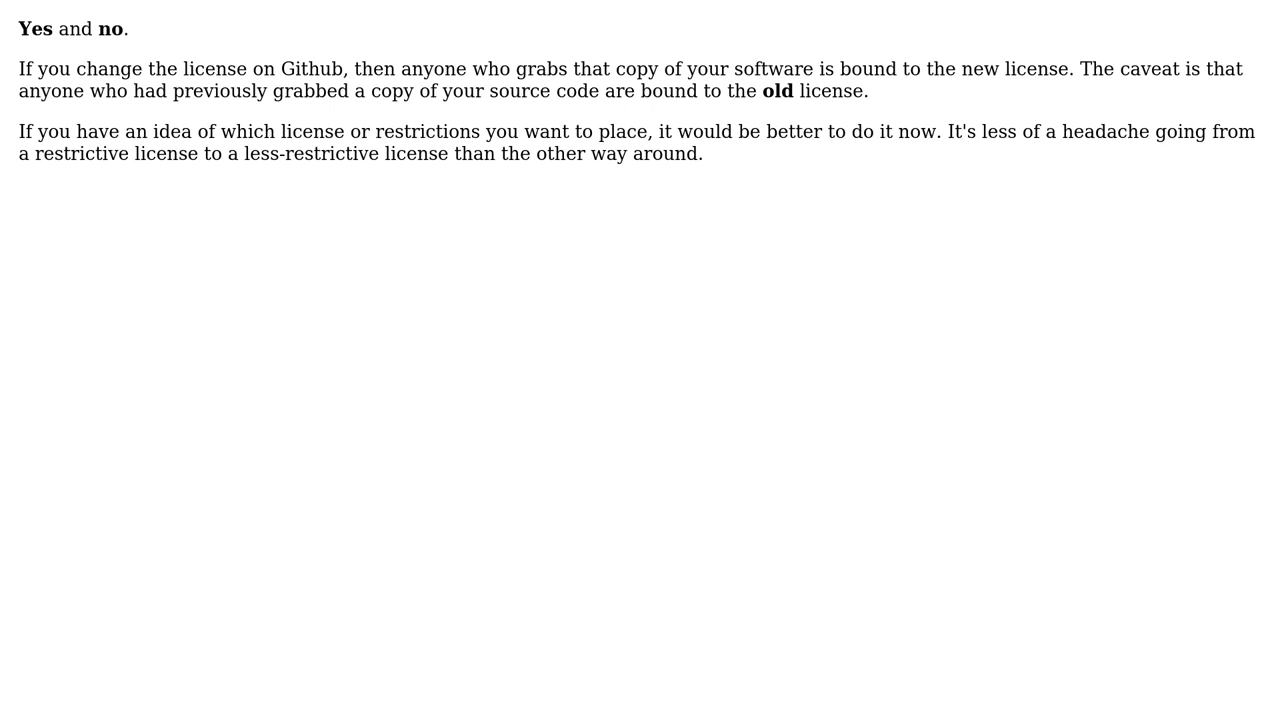 Yes and no.
If you change the license on Github, then anyone who grabs that copy of your software is bound to the new license. The caveat is that
anyone who had previously grabbed a copy of your source code are bound to the old license.
If you have an idea of which license or restrictions you want to place, it would be better to do it now. It's less of a headache going from
a restrictive license to a less-restrictive license than the other way around.